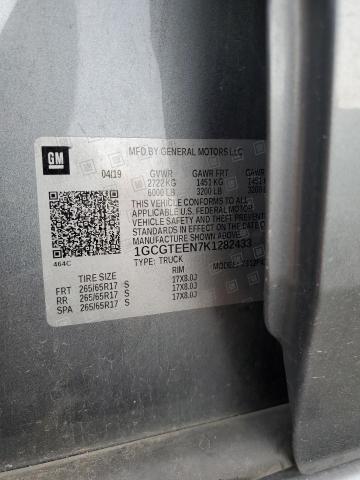 GM
MFD BY GENERAL MOTORS LLC
04/19 GVWR GAWR FRT GAWR
2722 KG 1451 KG 1451
6000 LB 3200 LB 3200
THIS VEHICLE CONFORMS TO ALL
APPLICABLE U.S. FEDERAL MOTOR
VEHICLE SAFETY AND THEFT PREVENTION
STANDARDS IN EFFECT ON THE DATE OF
MANUFACTURE SHOWN ABOVE.
1GCGTEEN7K1282433
TYPE: TRUCK
464C
TIRE SIZE RIM
FRT 265/65R17 S 17X8.0J
RR 265/65R17 S 17X8.0J
SPA 265/65R17 S 17X8.0J